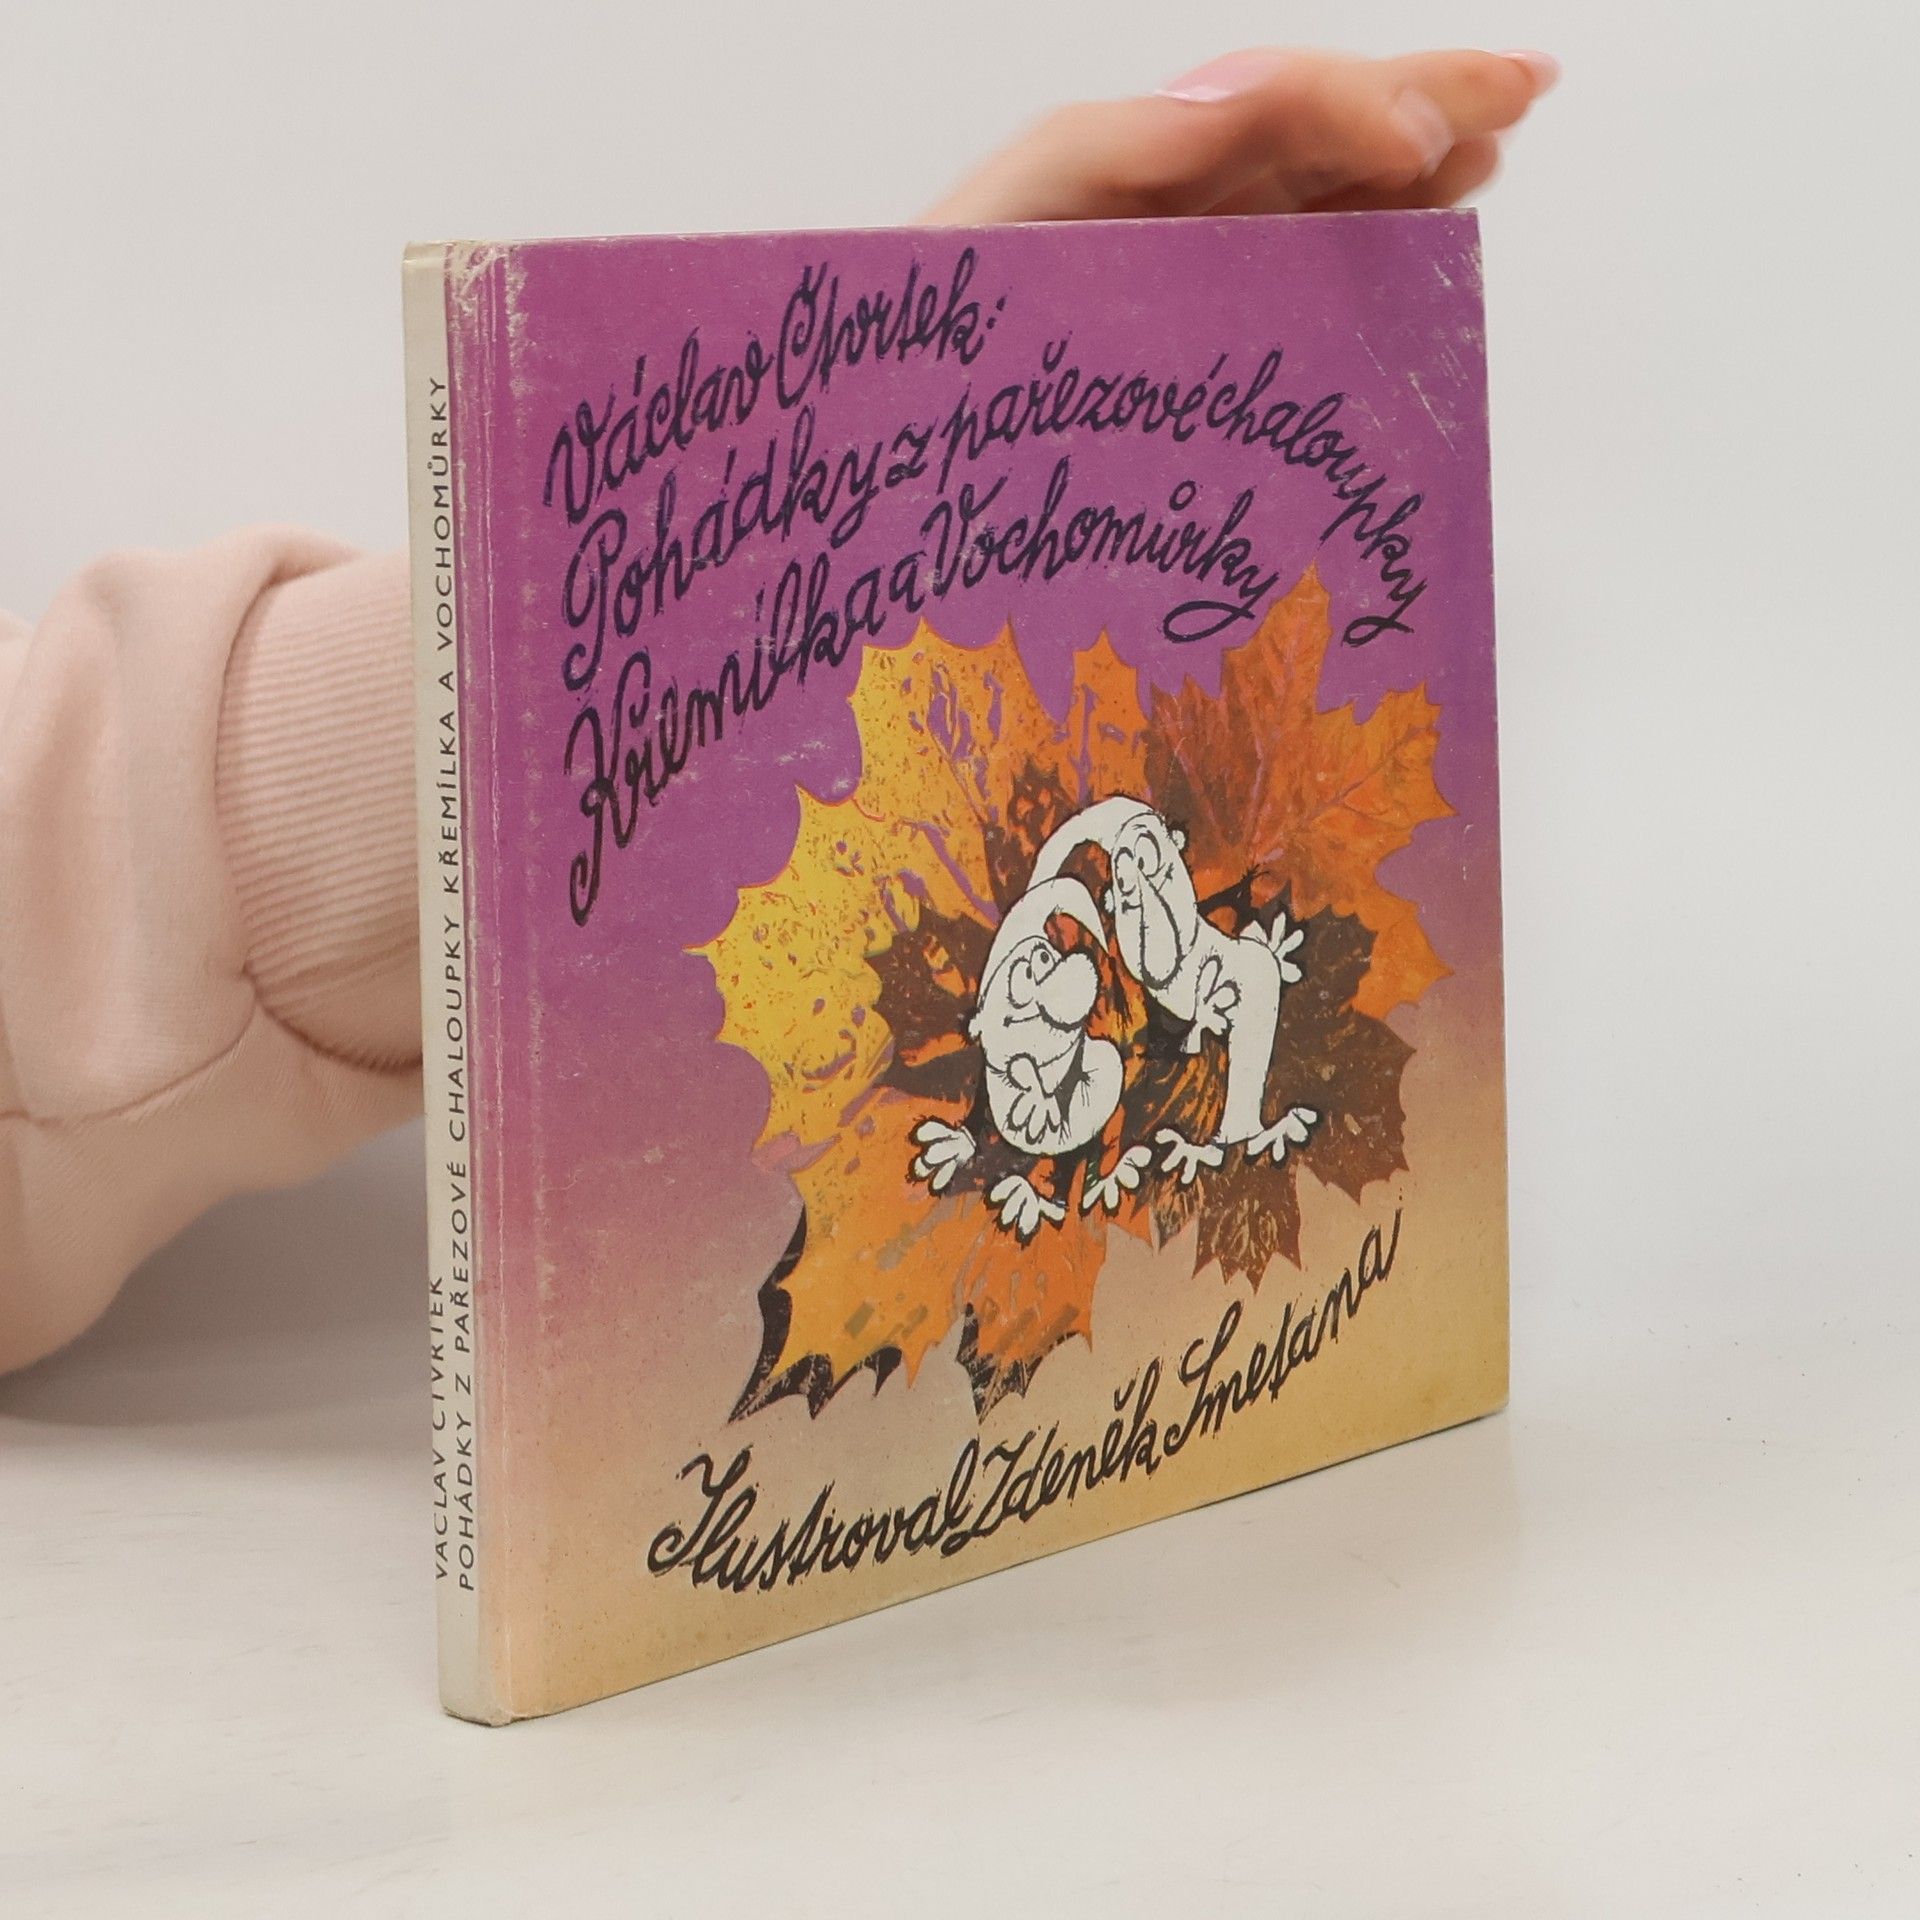 Václav Čtvrtek:
Pohádky z pařezové chaloupky
Křemílka a Vochomůrky
Ilustroval Zdeněk Smetana
VÁCLAV ČTVRTEK
POHÁDKY Z PAŘEZOVÉ CHALOUPKY KŘEMÍLKA A VOCHOMŮRKY